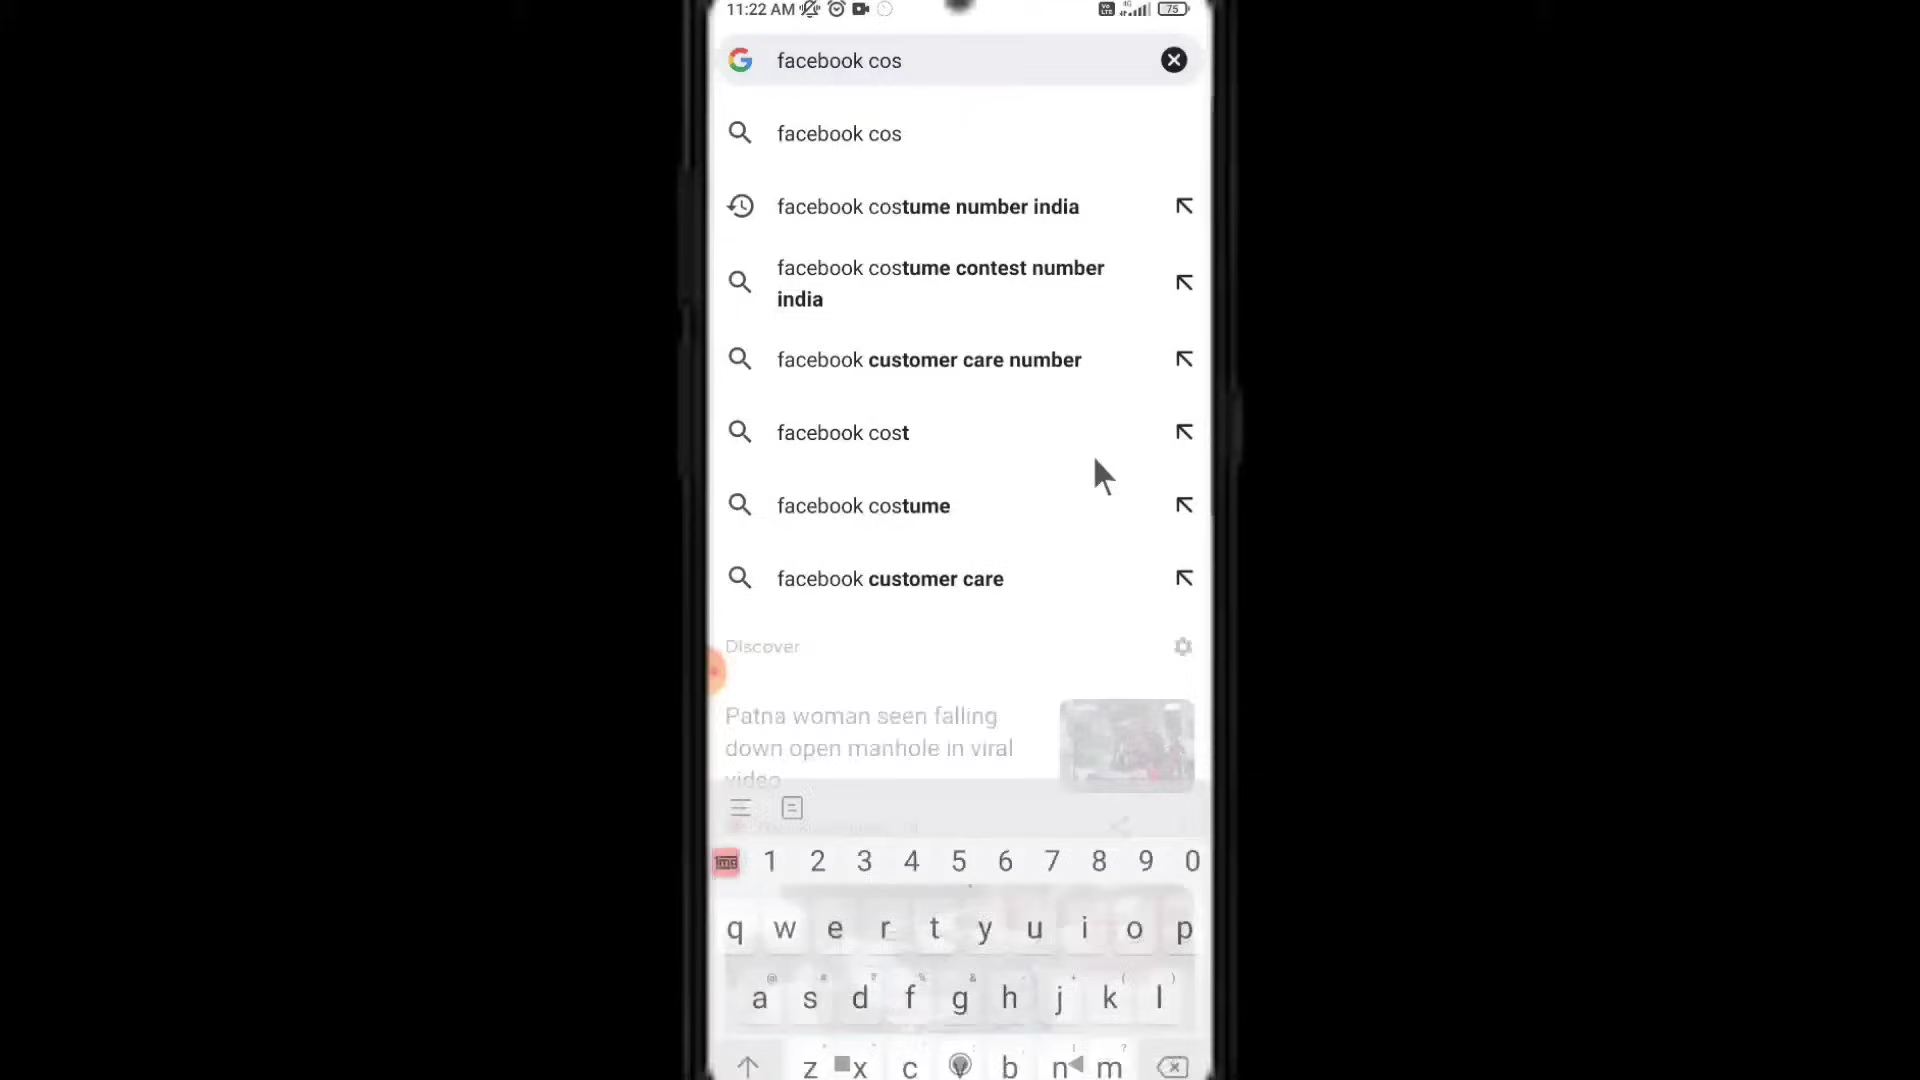 11:22 AM 4G 75
facebook cos
facebook cos
facebook costume number india
facebook costume contest number
india
facebook customer care number
facebook cost
facebook costume
facebook customer care
Discover
Patna woman seen falling
down open manhole in viral
video
1 2 3 4 5 6 7 8 9 0
q w e r t y u i o p
a s d f g h j k l
z x c b n m